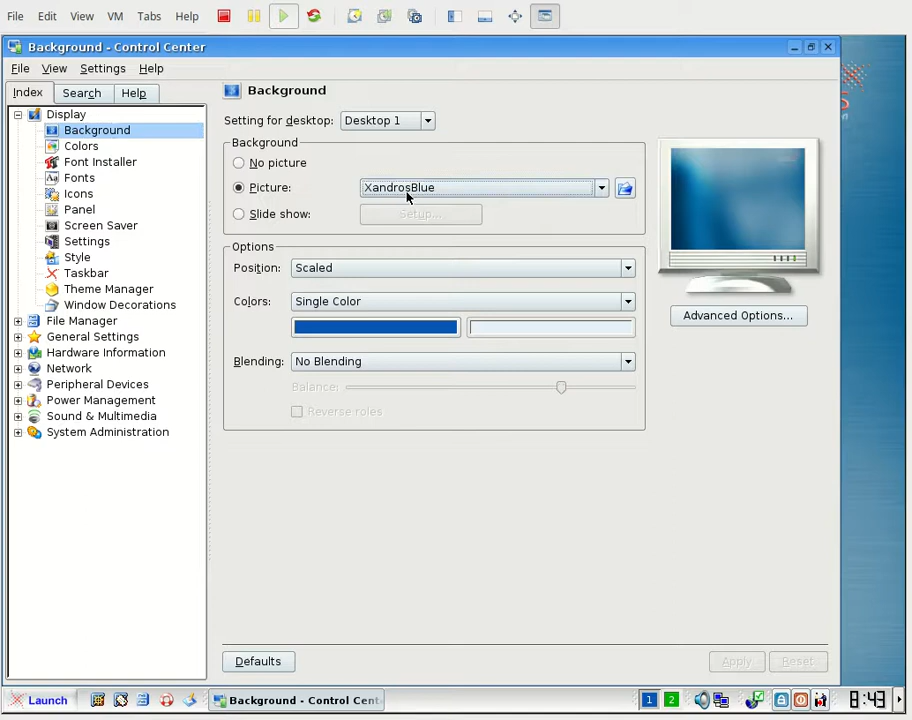 File Edit View VM Tabs Help
Background - Control Center
File View Settings Help
Index Search Help
Background
Display
Background
Colors
Font Installer
Fonts
Icons
Panel
Screen Saver
Settings
Style
Taskbar
Theme Manager
Window Decorations
File Manager
General Settings
Hardware Information
Network
Peripheral Devices
Power Management
Sound & Multimedia
System Administration
Setting for desktop: Desktop 1
Background
No picture
Picture: XandrosBlue
Slide show: Setup...
Options
Position: Scaled
Colors: Single Color
Blending: No Blending
Balance:
Reverse roles
Advanced Options...
Defaults Apply Reset
Launch Background - Control Cent 1 2 8:43